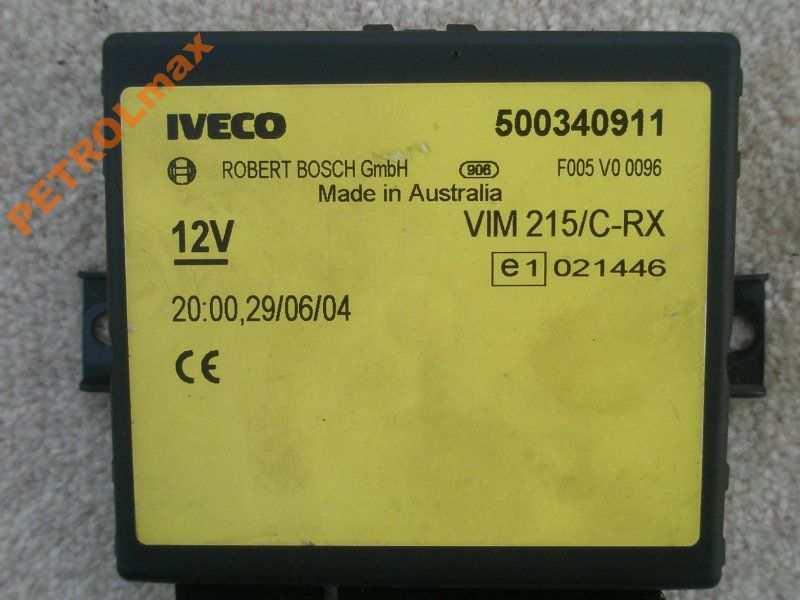 PETROLmax
IVECO 500340911
ROBERT BOSCH GmbH 906 F005 V0 0096
Made in Australia
12V VIM 215/C-RX
e1 021446
20:00,29/06/04
CE